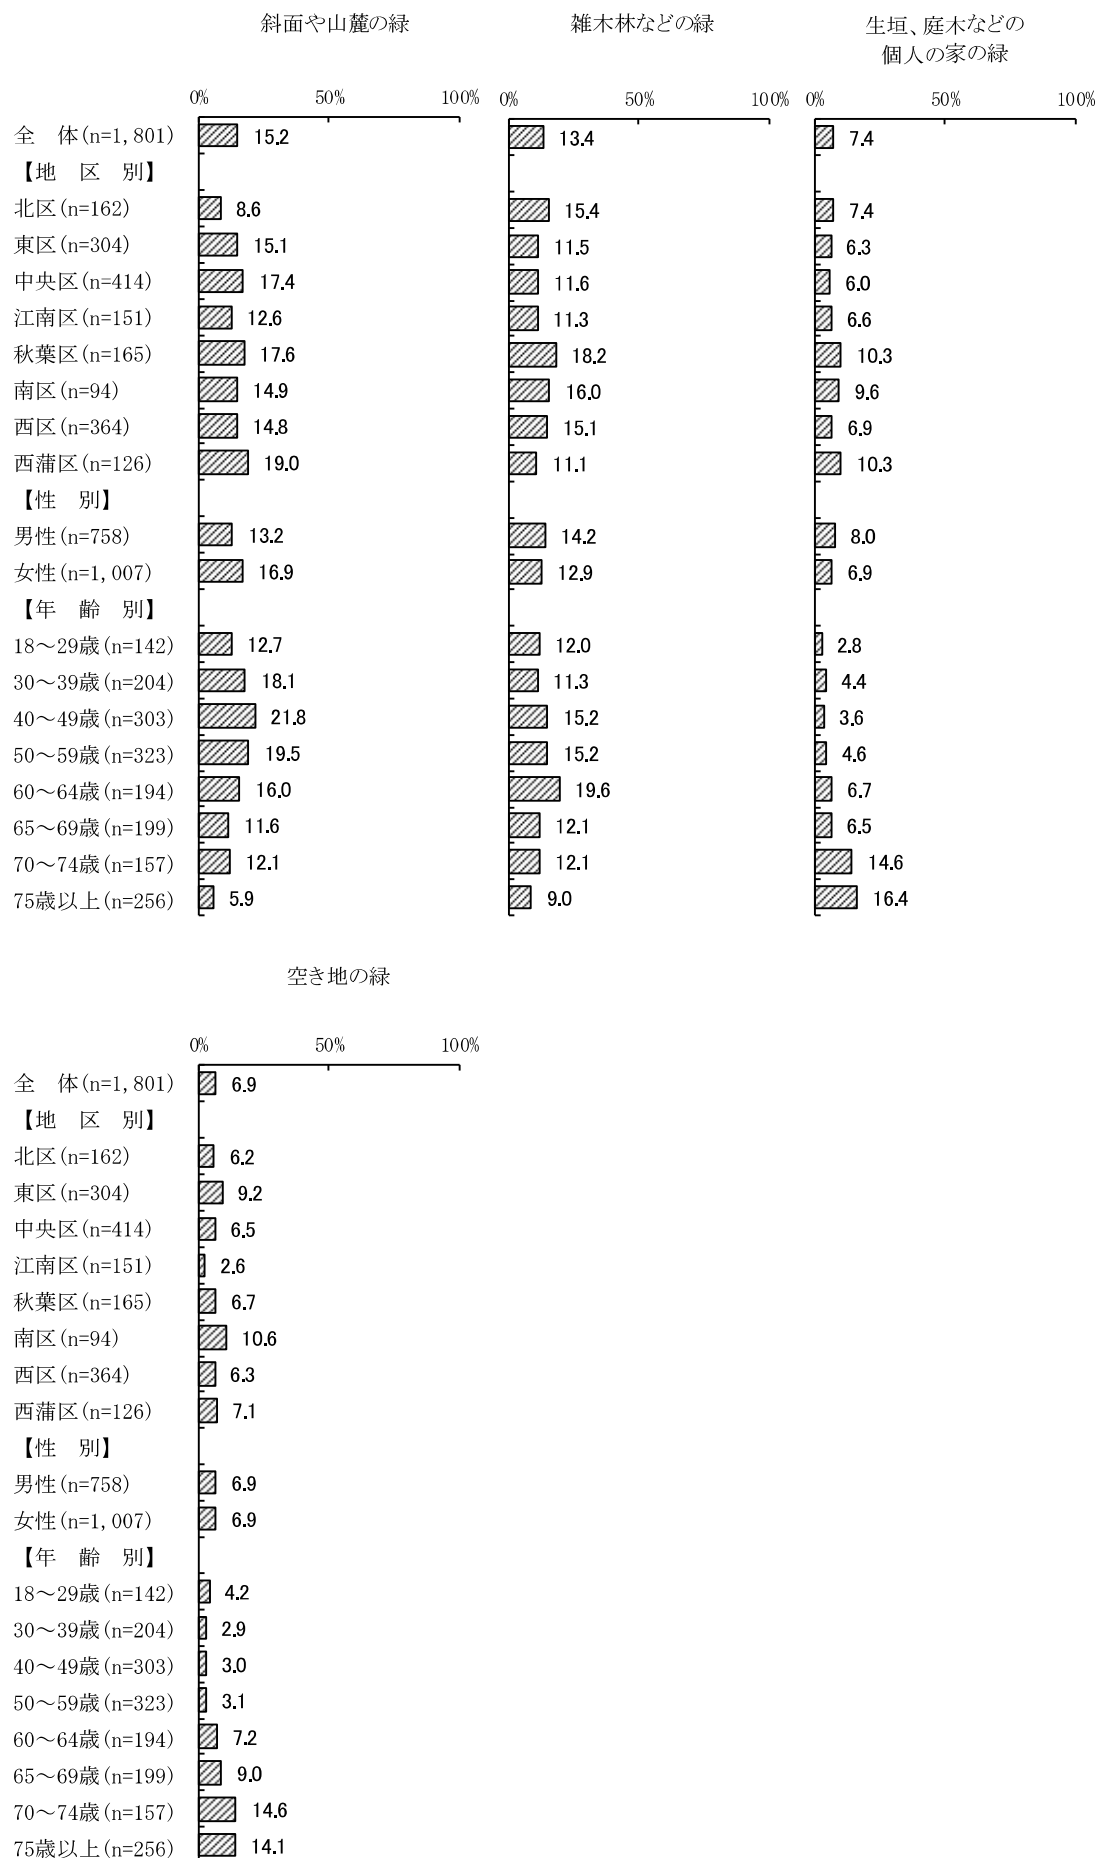 斜面や山麓の緑 雑木林などの緑 生垣、庭木などの
個人の家の緑
0% 50% 100% 0% 50% 100% 0% 50% 100%
全 体(n=1,801) 15.2 13.4 7.4
【地 区 別】
北区(n=162) 8.6 15.4 7.4
東区(n=304) 15.1 11.5 6.3
中央区(n=414) 17.4 11.6 6.0
江南区(n=151) 12.6 11.3 6.6
秋葉区(n=165) 17.6 18.2 10.3
南区(n=94) 14.9 16.0 9.6
西区(n=364) 14.8 15.1 6.9
西蒲区(n=126) 19.0 11.1 10.3
【性 別】
男性(n=758) 13.2 14.2 8.0
女性(n=1,007) 16.9 12.9 6.9
【年 齢 別】
18～29歳(n=142) 12.7 12.0 2.8
30～39歳(n=204) 18.1 11.3 4.4
40～49歳(n=303) 21.8 15.2 3.6
50～59歳(n=323) 19.5 15.2 4.6
60～64歳(n=194) 16.0 19.6 6.7
65～69歳(n=199) 11.6 12.1 6.5
70～74歳(n=157) 12.1 12.1 14.6
75歳以上(n=256) 5.9 9.0 16.4
空き地の緑
0% 50% 100%
全 体(n=1,801) 6.9
【地 区 別】
北区(n=162) 6.2
東区(n=304) 9.2
中央区(n=414) 6.5
江南区(n=151) 2.6
秋葉区(n=165) 6.7
南区(n=94) 10.6
西区(n=364) 6.3
西蒲区(n=126) 7.1
【性 別】
男性(n=758) 6.9
女性(n=1,007) 6.9
【年 齢 別】
18～29歳(n=142) 4.2
30～39歳(n=204) 2.9
40～49歳(n=303) 3.0
50～59歳(n=323) 3.1
60～64歳(n=194) 7.2
65～69歳(n=199) 9.0
70～74歳(n=157) 14.6
75歳以上(n=256) 14.1